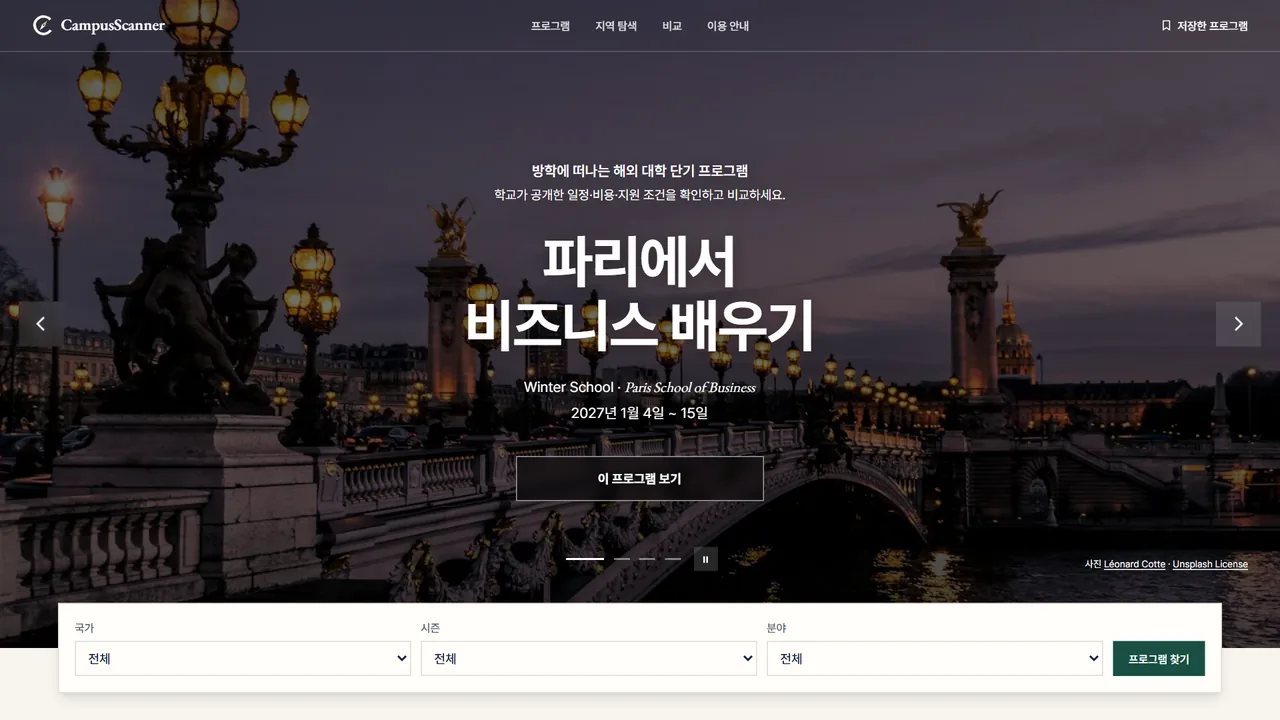 CampusScanner
프로그램
지역 탐색
비교
이용 안내
저장한 프로그램
방학에 떠나는 해외 대학 단기 프로그램
학교가 공개한 일정·비용·지원 조건을 확인하고 비교하세요.
파리에서
비즈니스 배우기
Winter School · Paris School of Business
2027년 1월 4일 ~ 15일
이 프로그램 보기
사진 Léonard Cotte · Unsplash License
국가
시즌
분야
전체
전체
전체
프로그램 찾기